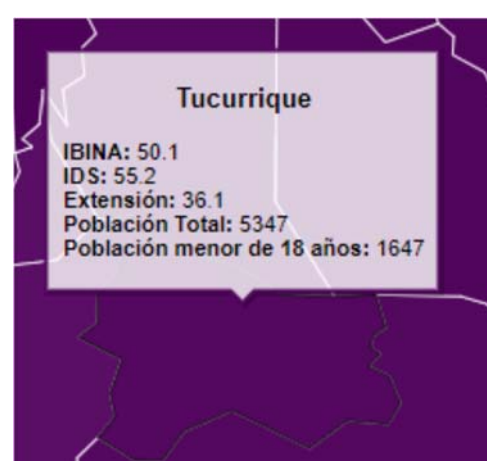 Tucurrique
IBINA: 50.1
IDS: 55.2
Extensión: 36.1
Población Total: 5347
Población menor de 18 años: 1647